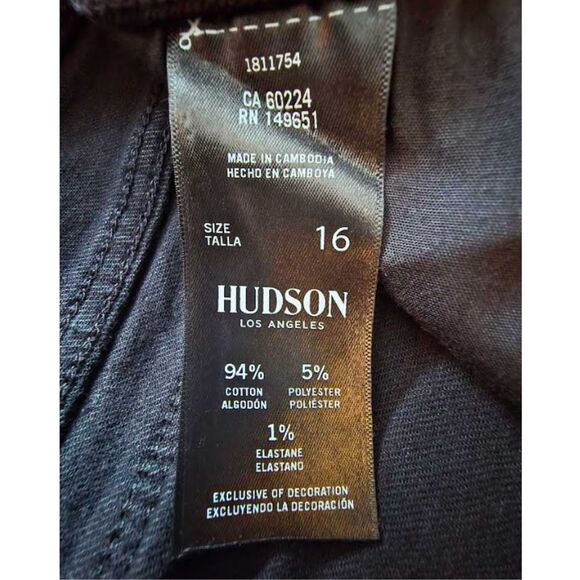 1811754
CA 60224
RN 149651
MADE IN CAMBODIA
HECHO EN CAMBOYA
SIZE
TALLA
16
HUDSON
LOS ANGELES
94% 5%
COTTON POLYESTER
ALGODÓN POLIÉSTER
1%
ELASTANE
ELASTANO
EXCLUSIVE OF DECORATION
EXCLUYENDO LA DECORACIÓN